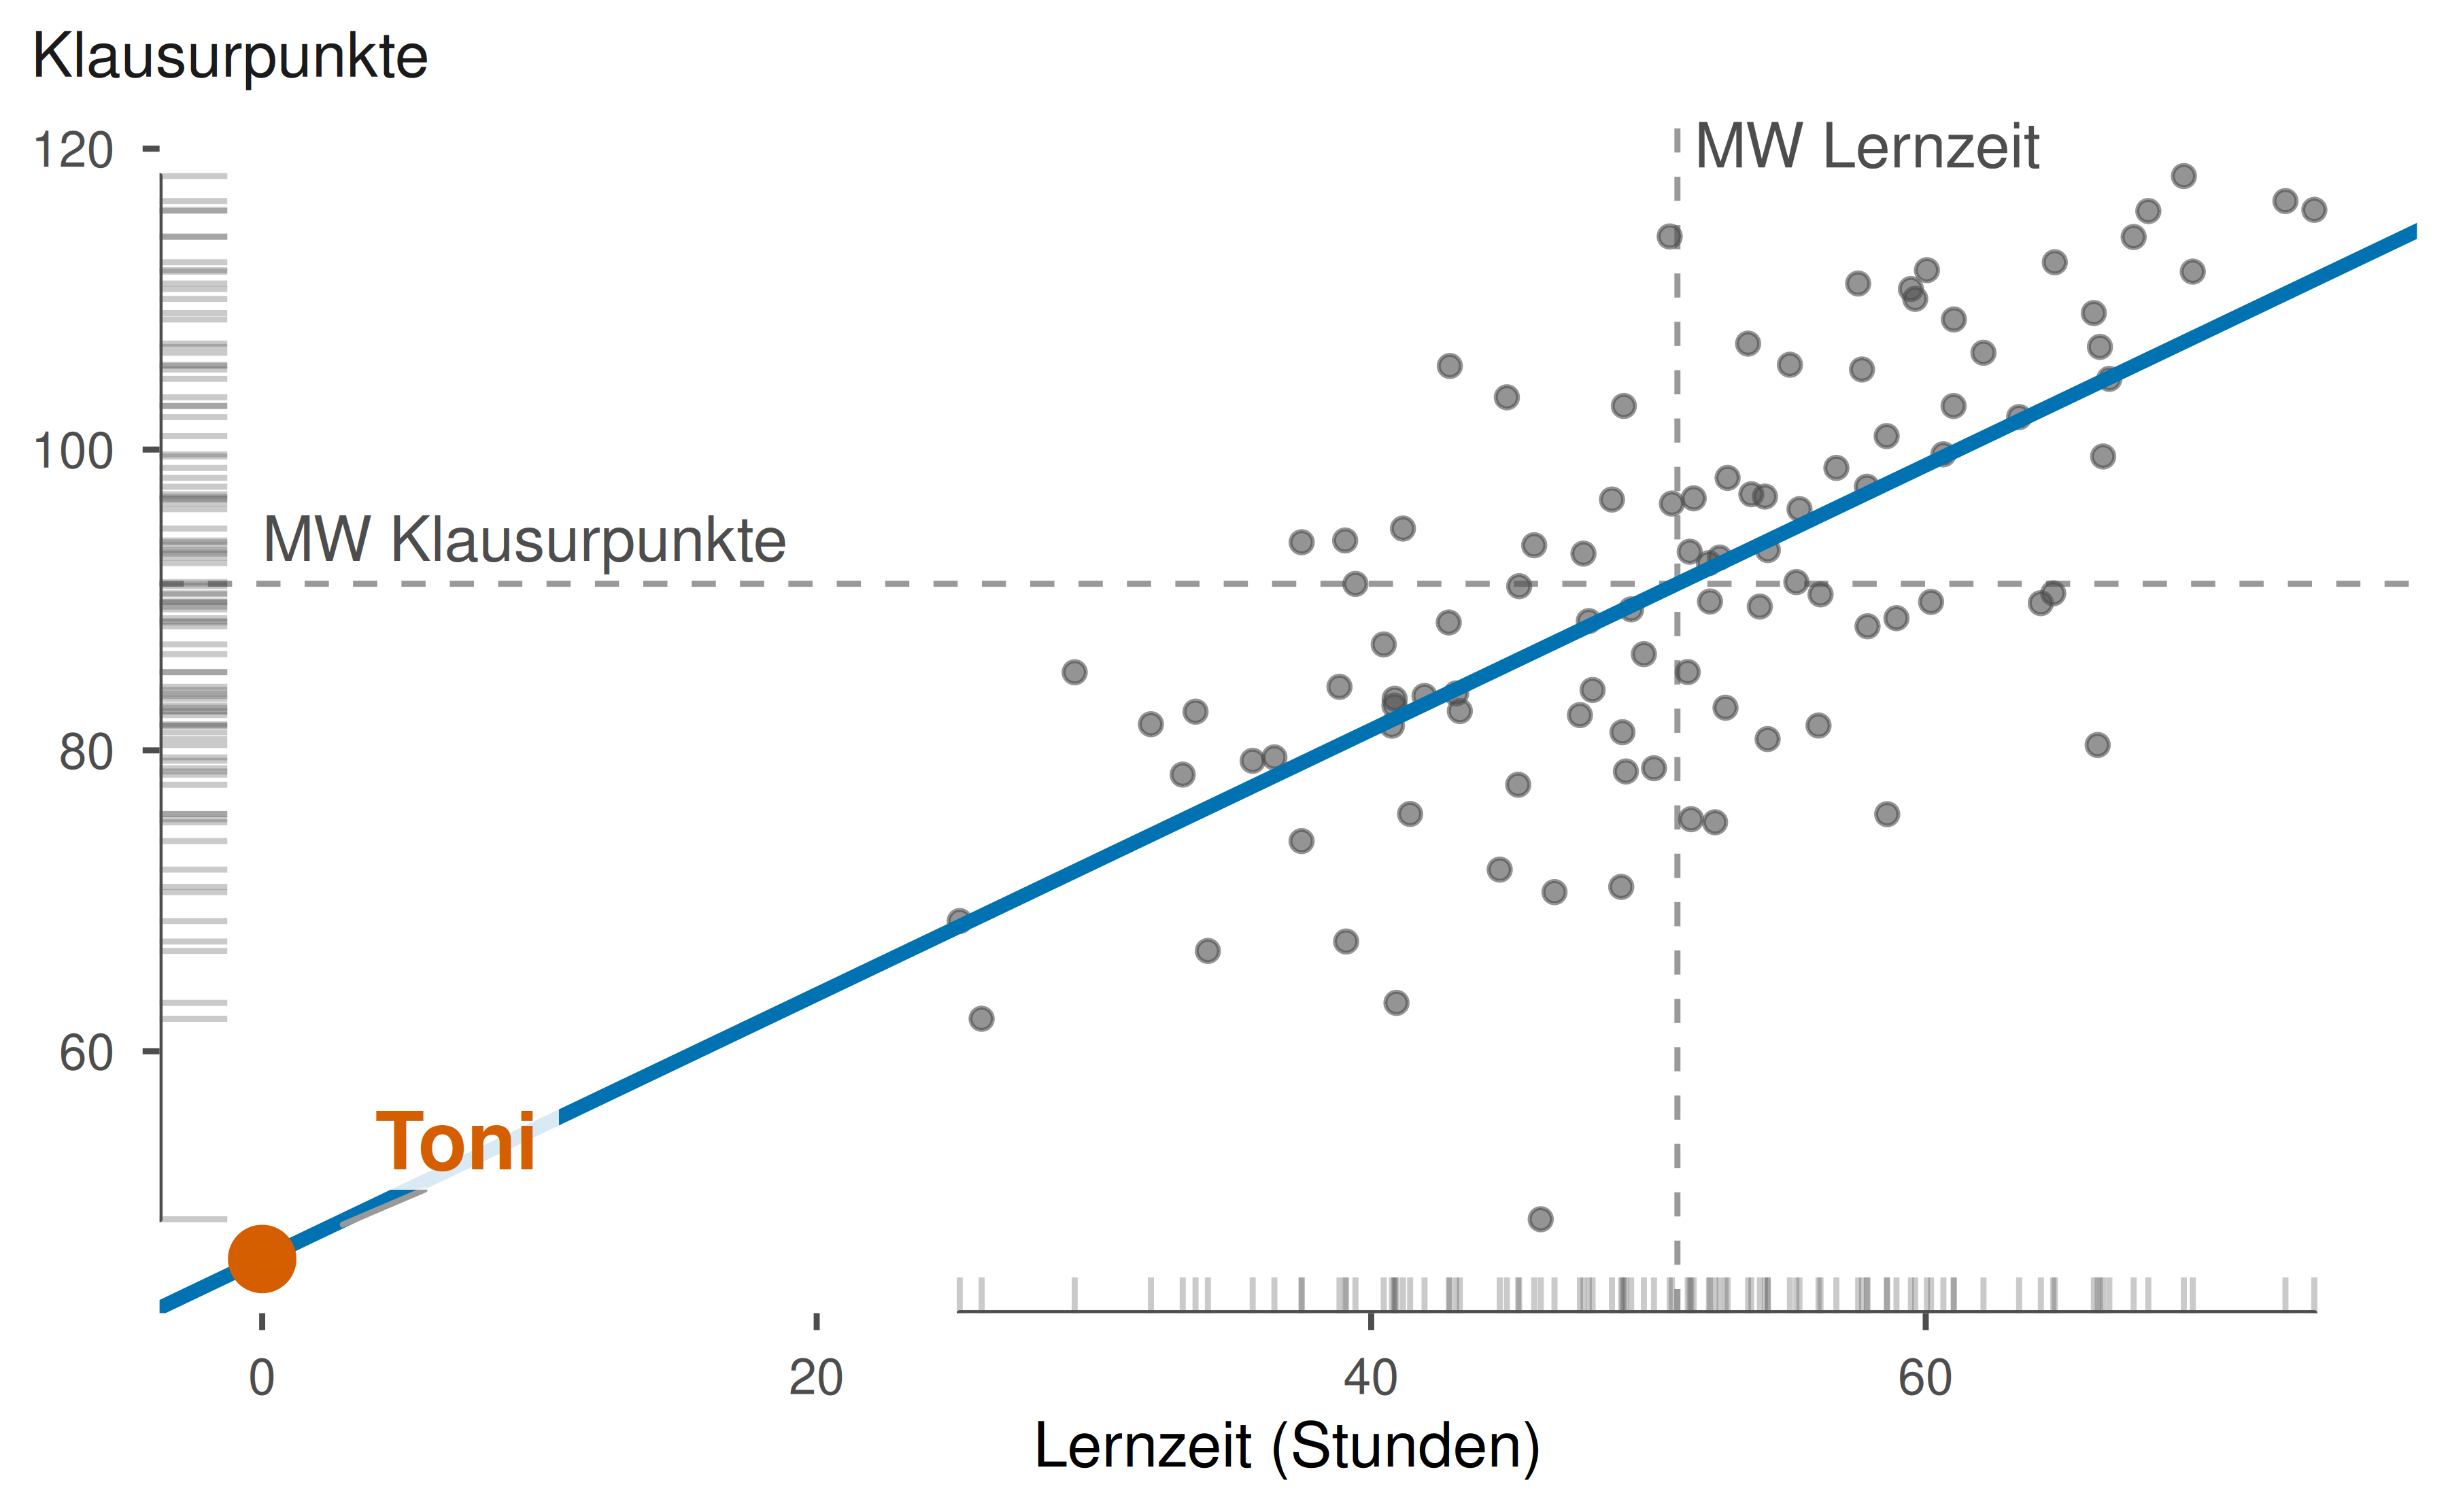 Klausurpunkte
120
MW Lernzeit
100
MW Klausurpunkte
80
60
Toni
0 20 40 60
Lernzeit (Stunden)